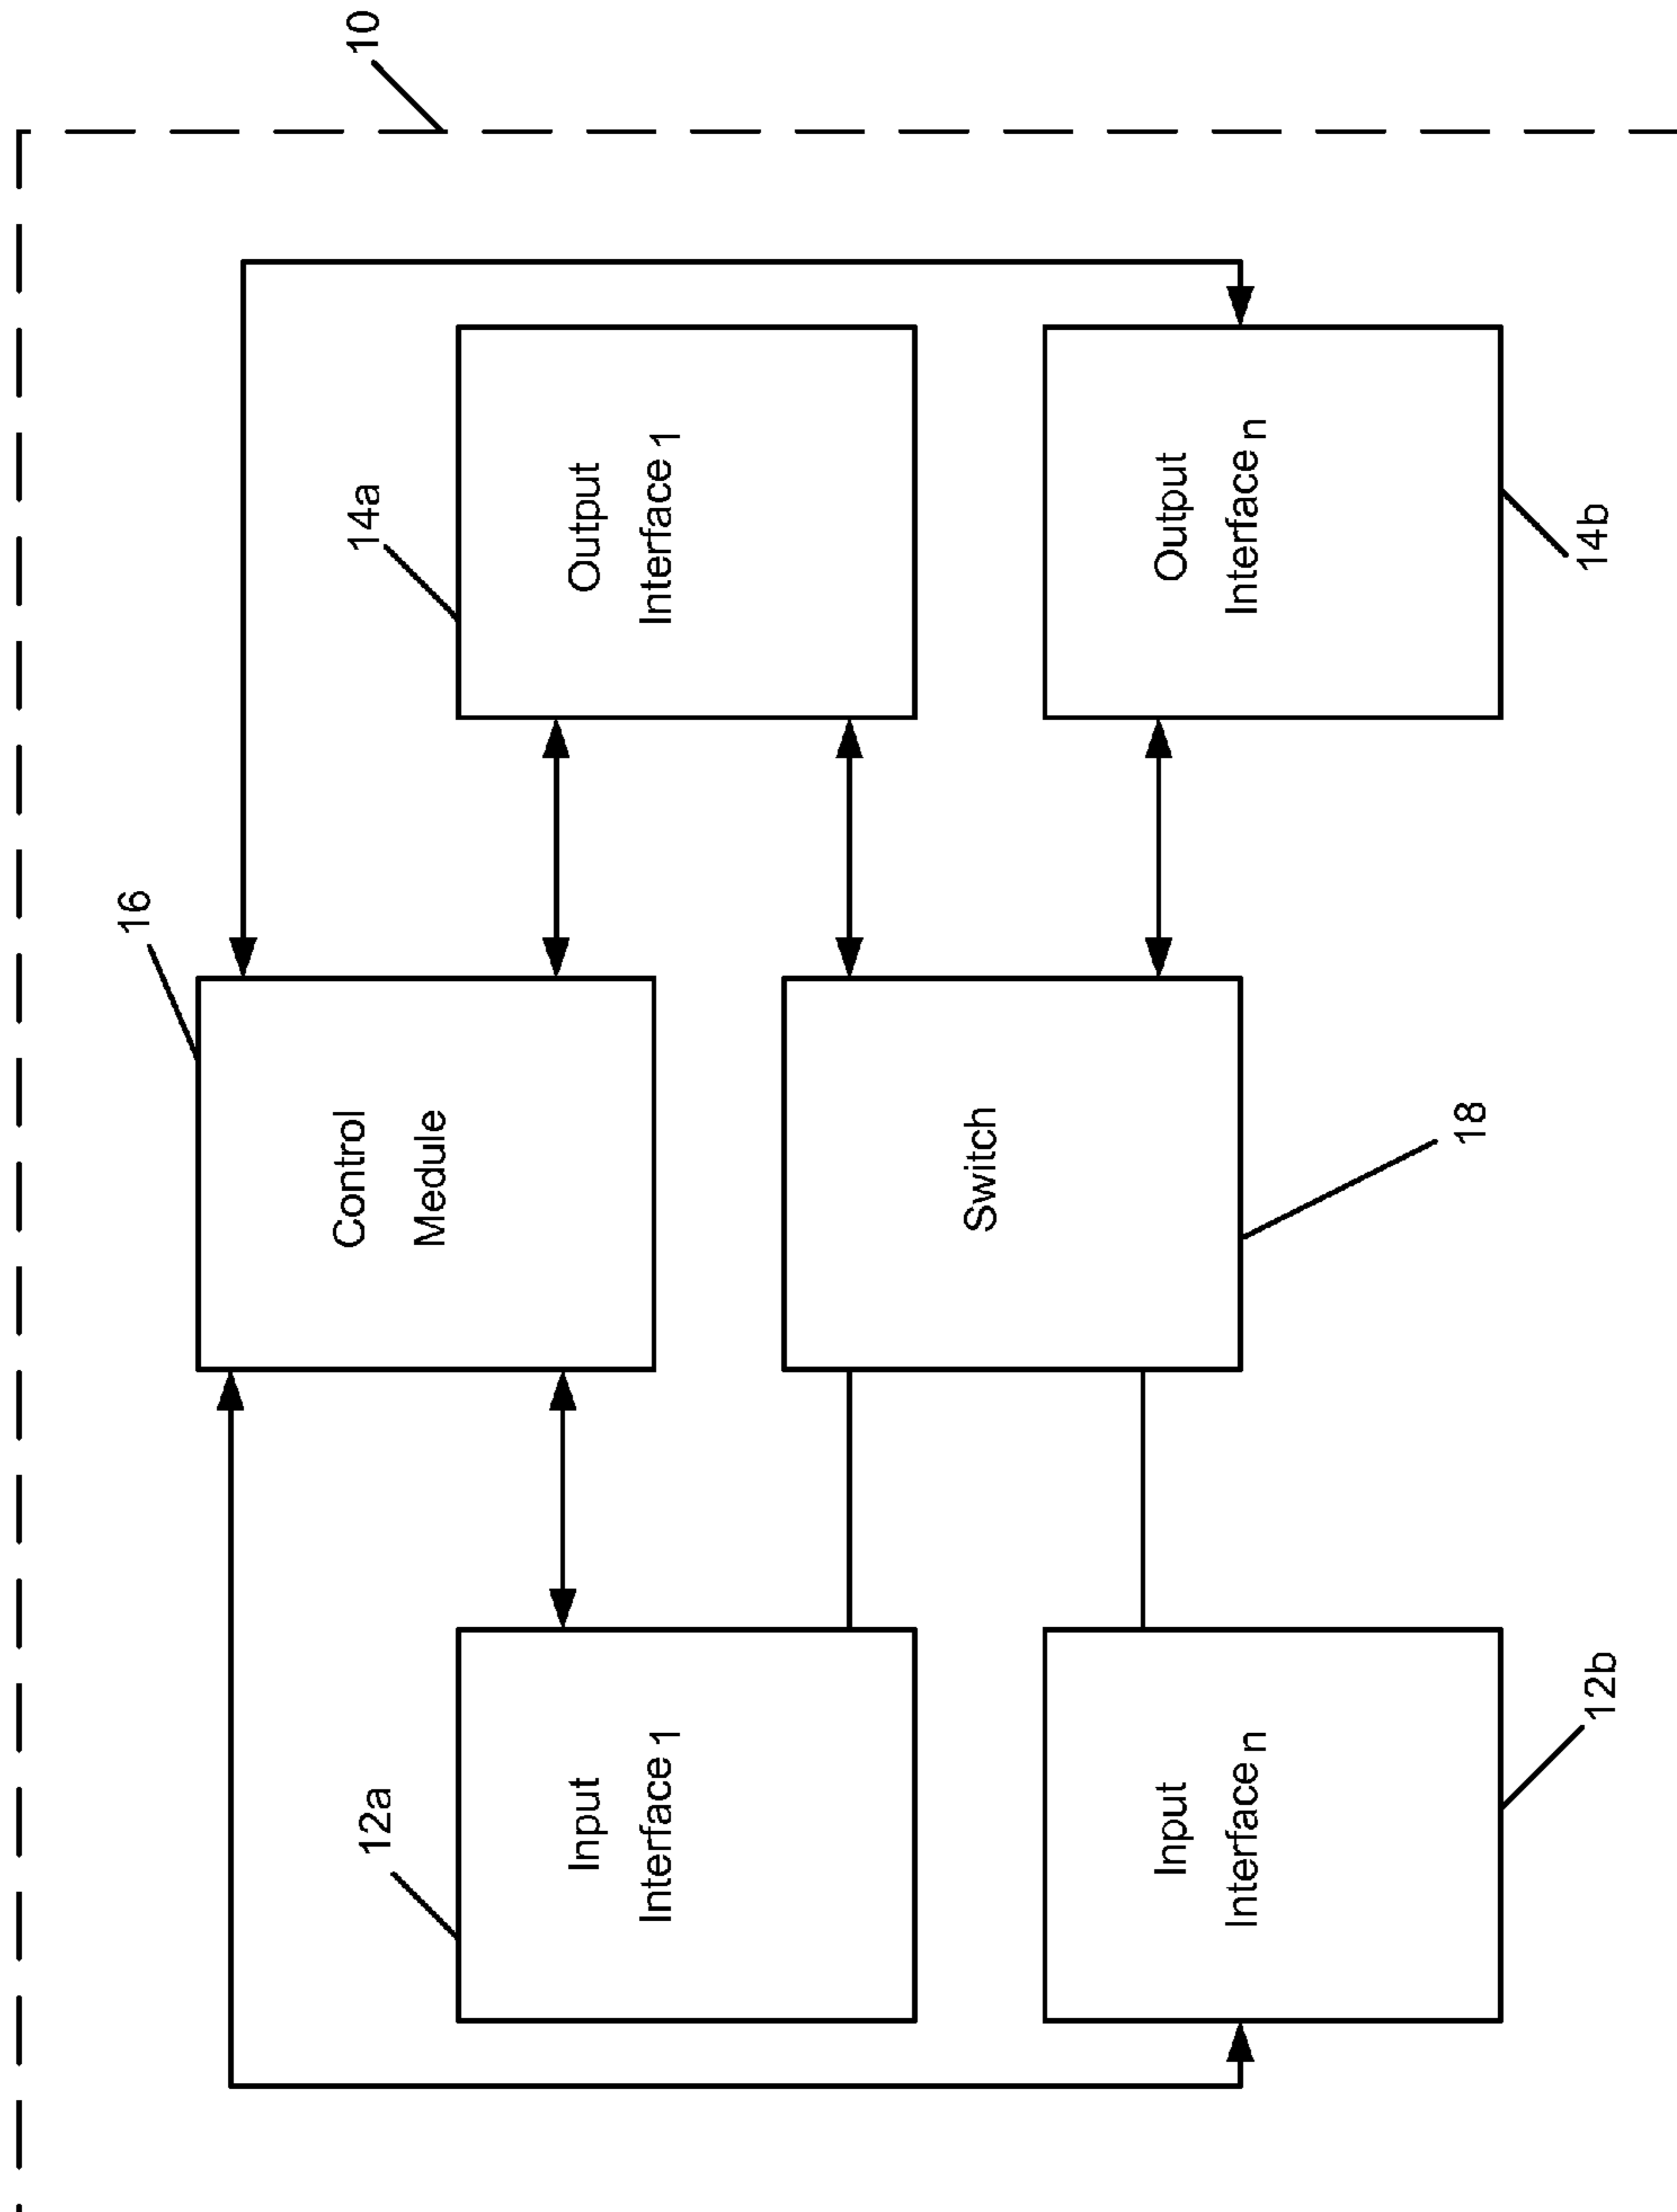 10
16
Control
Medule
12a
14a
Input
Interface 1
Output
Interface 1
Switch
Input
Interface n
Output
Interface n
18
12b
14b